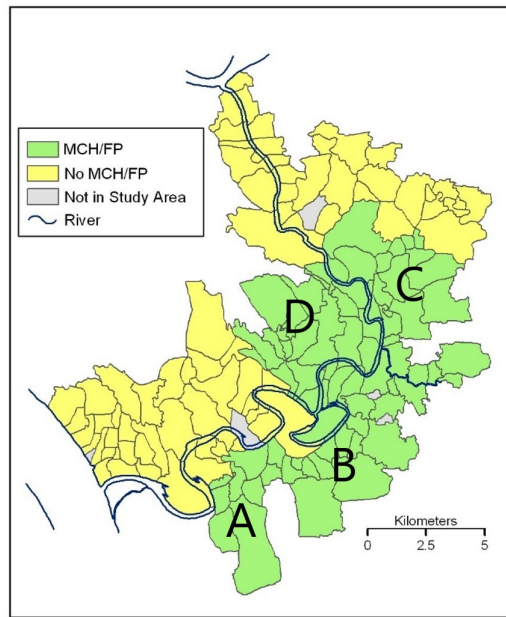 MCH/FP
No MCH/FP
Not in Study Area
River
C
D
B
A
Kilometers
0 2.5 5